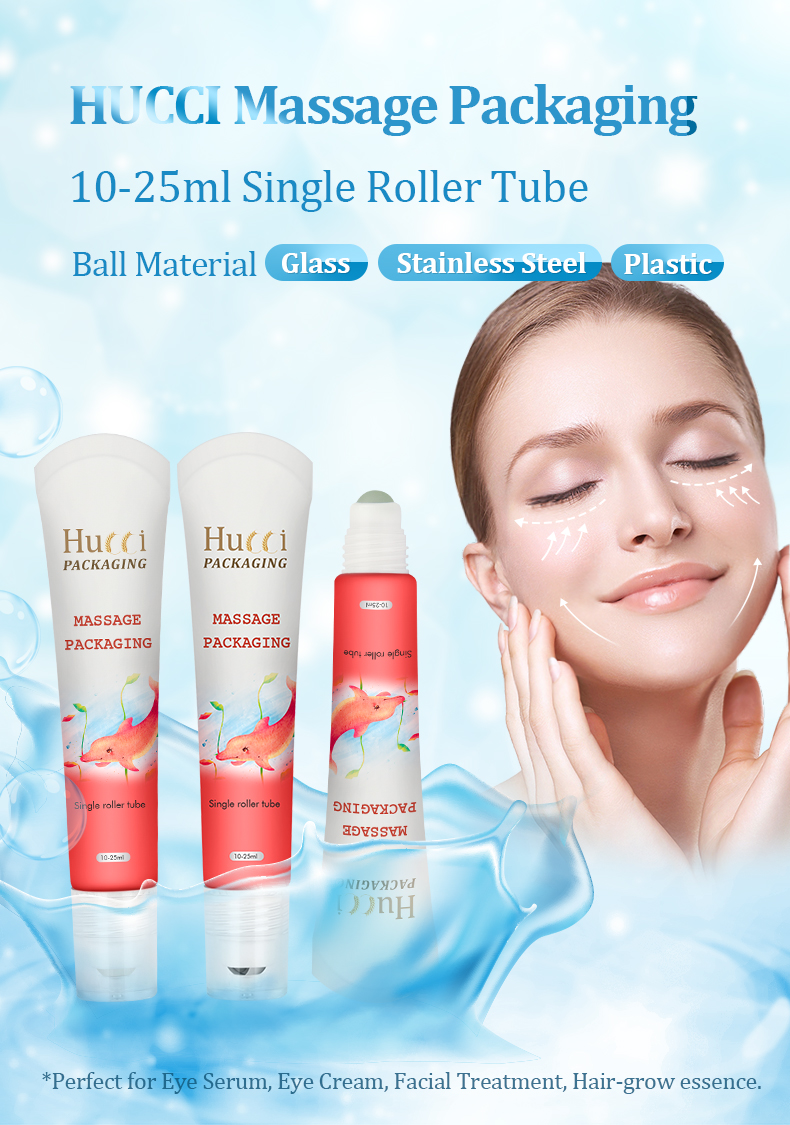 HUCCI Massage Packaging
10-25ml Single Roller Tube
Ball Material Glass Stainless Steel Plastic
Hucci
PACKAGING
MASSAGE
PACKAGING
Single roller tube
10-25ml
Hucci
PACKAGING
MASSAGE
PACKAGING
Single roller tube
10-25ml
10-25ml
Single roller tube
PACKAGING
MASSAGE
PACKAGING
Hucci
*Perfect for Eye Serum, Eye Cream, Facial Treatment, Hair-grow essence.